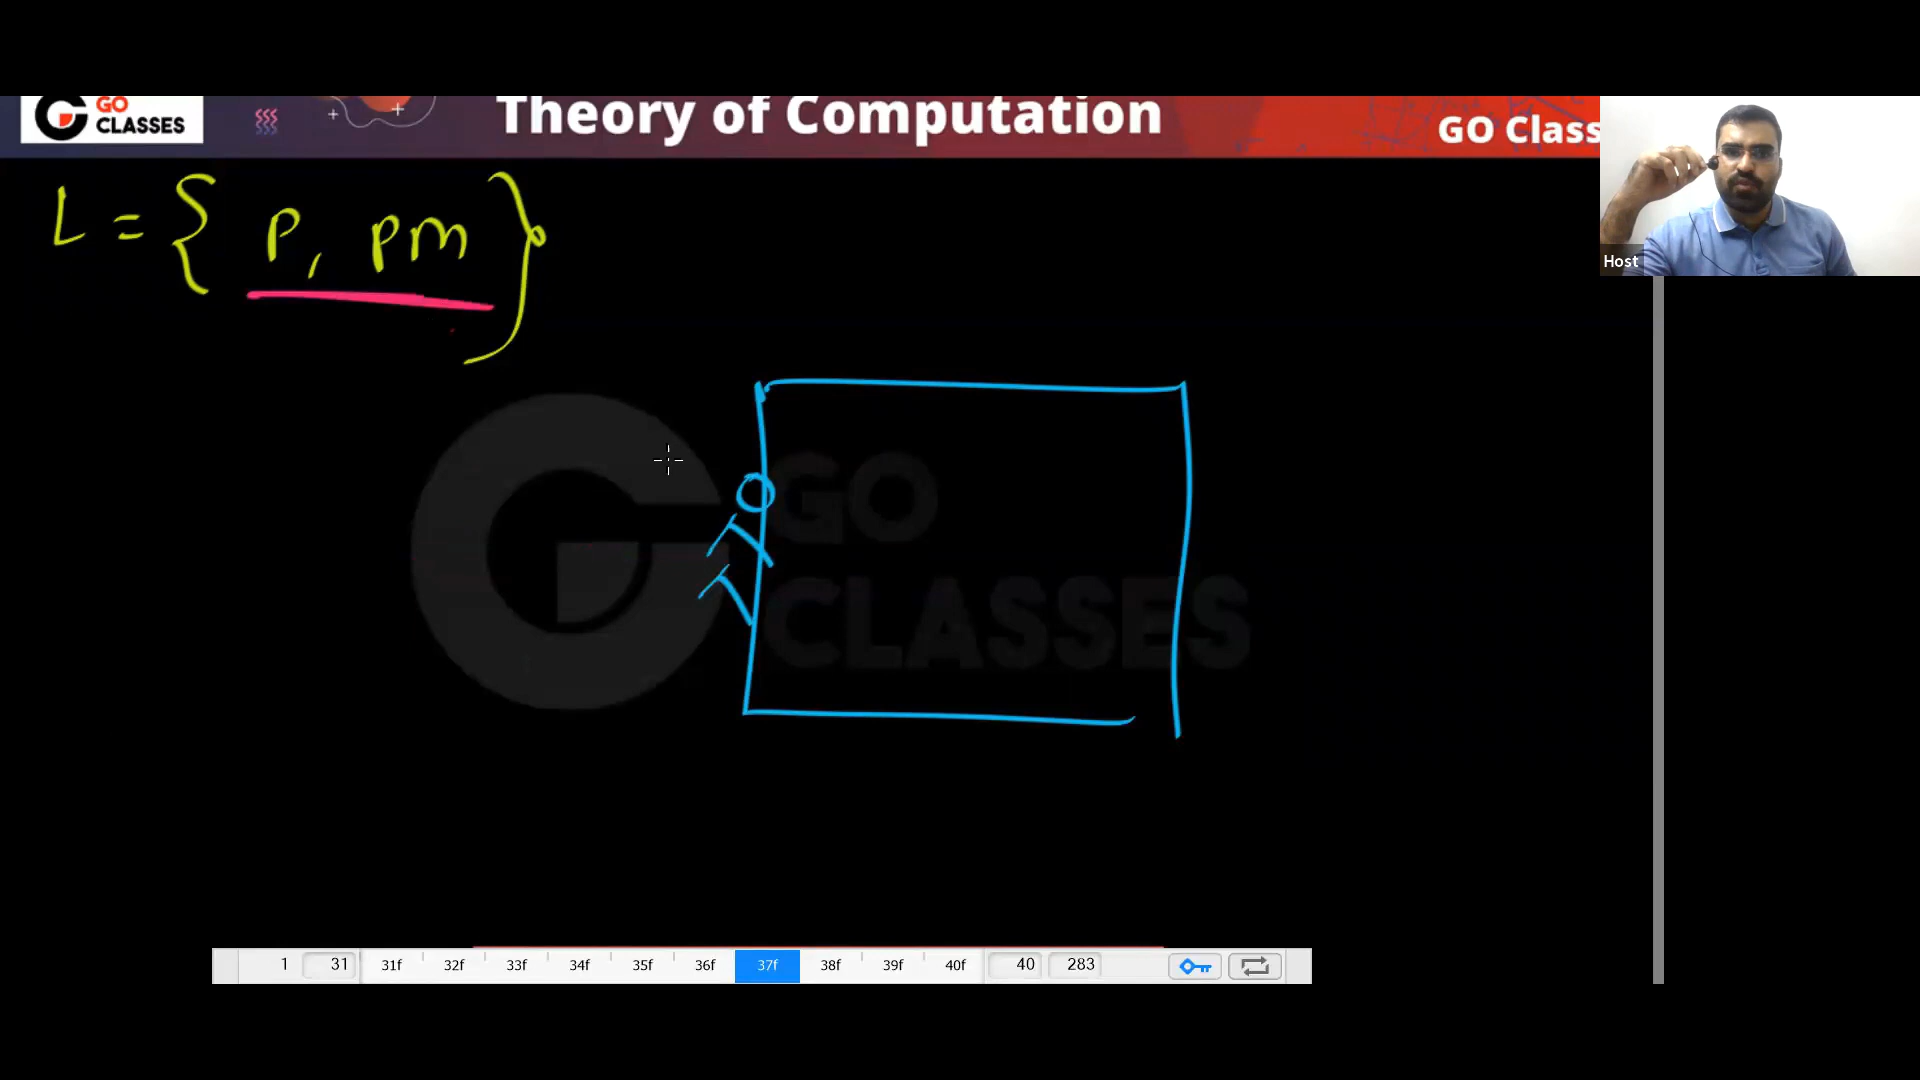 GO
CLASSES
Theory of Computation
GO Class
Host
L = { p, pm }
GO
CLASSES
1 31 31f 32f 33f 34f 35f 36f 37f 38f 39f 40f 40 283